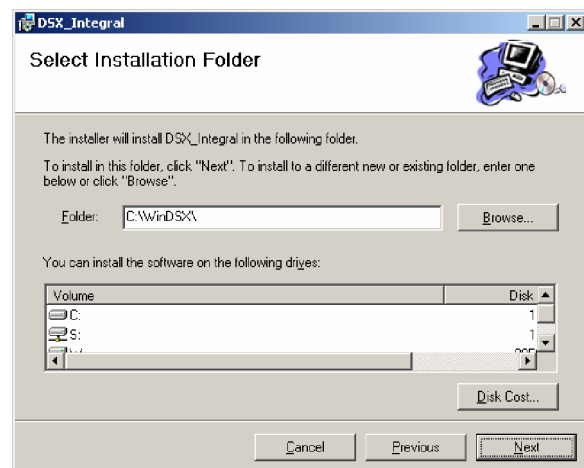 DSX_Integral
Select Installation Folder
The installer will install DSX_Integral in the following folder.
To install in this folder, click "Next". To install to a different new or existing folder, enter one
below or click "Browse".
Folder:
C:\WinDSX\
Browse...
You can install the software on the following drives:
Volume Disk
C: 1
S: 1
Disk Cost...
Cancel Previous Next